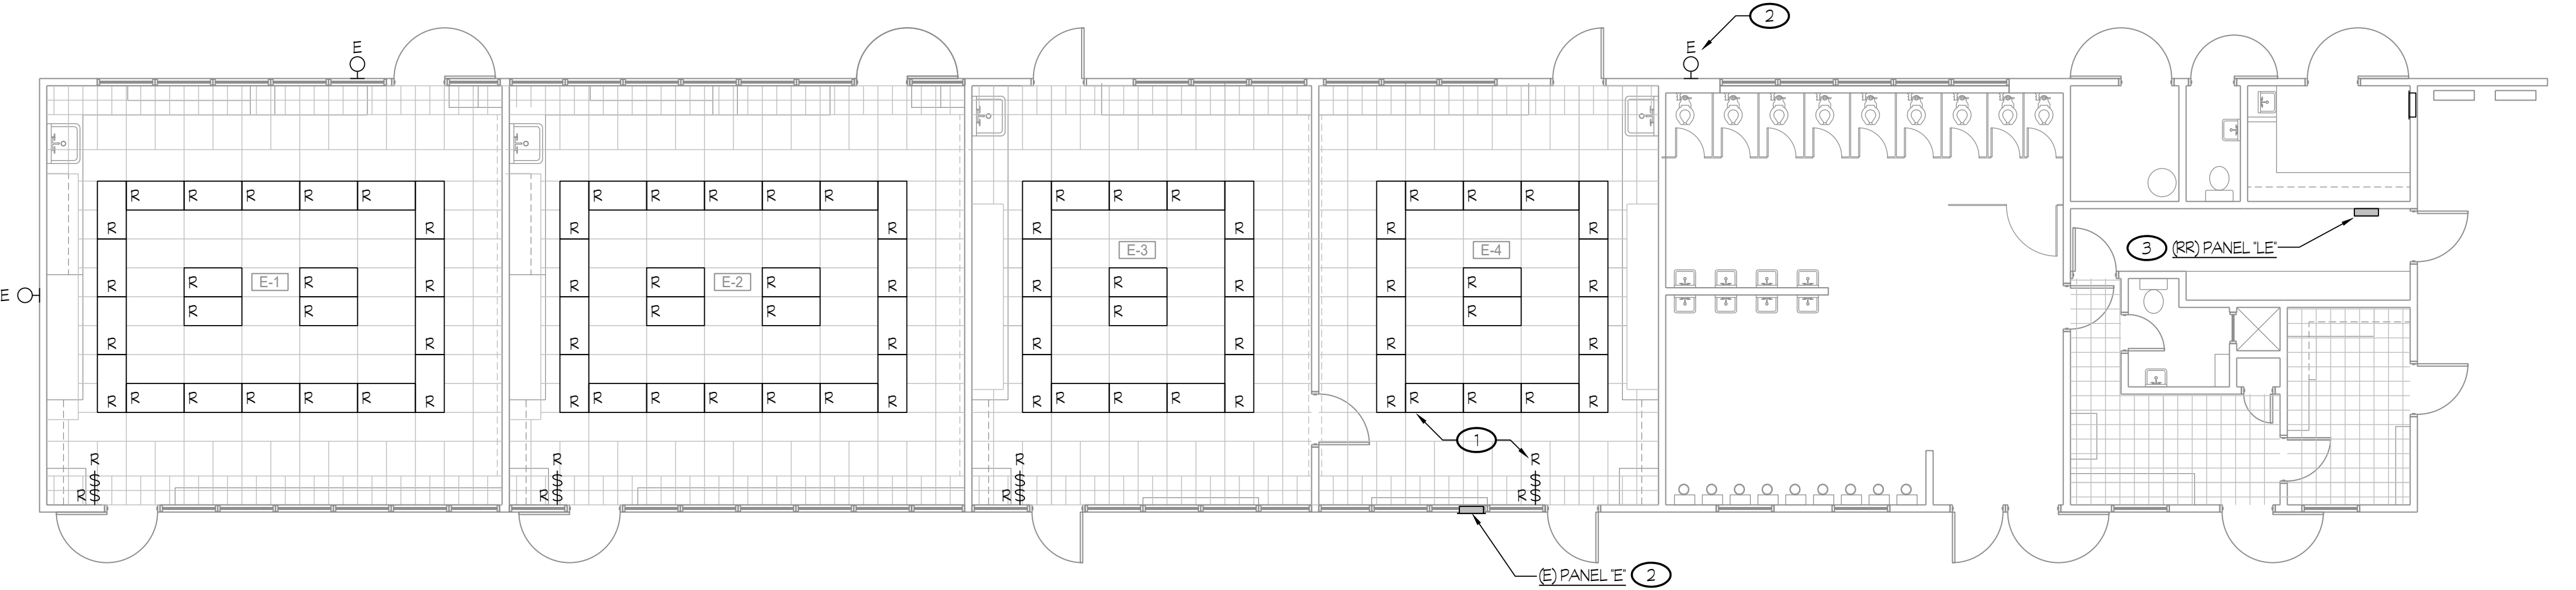 2
E E
R R R R R R R R R R R R R R R R
R R R R R R R R
E-3 E-4
3 (RR) PANEL "LE"
R R E-1 R R R R E-2 R R R R R R R R
E
R R R R R R
R R R R R R R R
R R R R R R R R R R R R R R R R R R R R R R R R
1
R R R R
$ $ $ $
R $ R $ R $ R $
(E) PANEL "E" 2